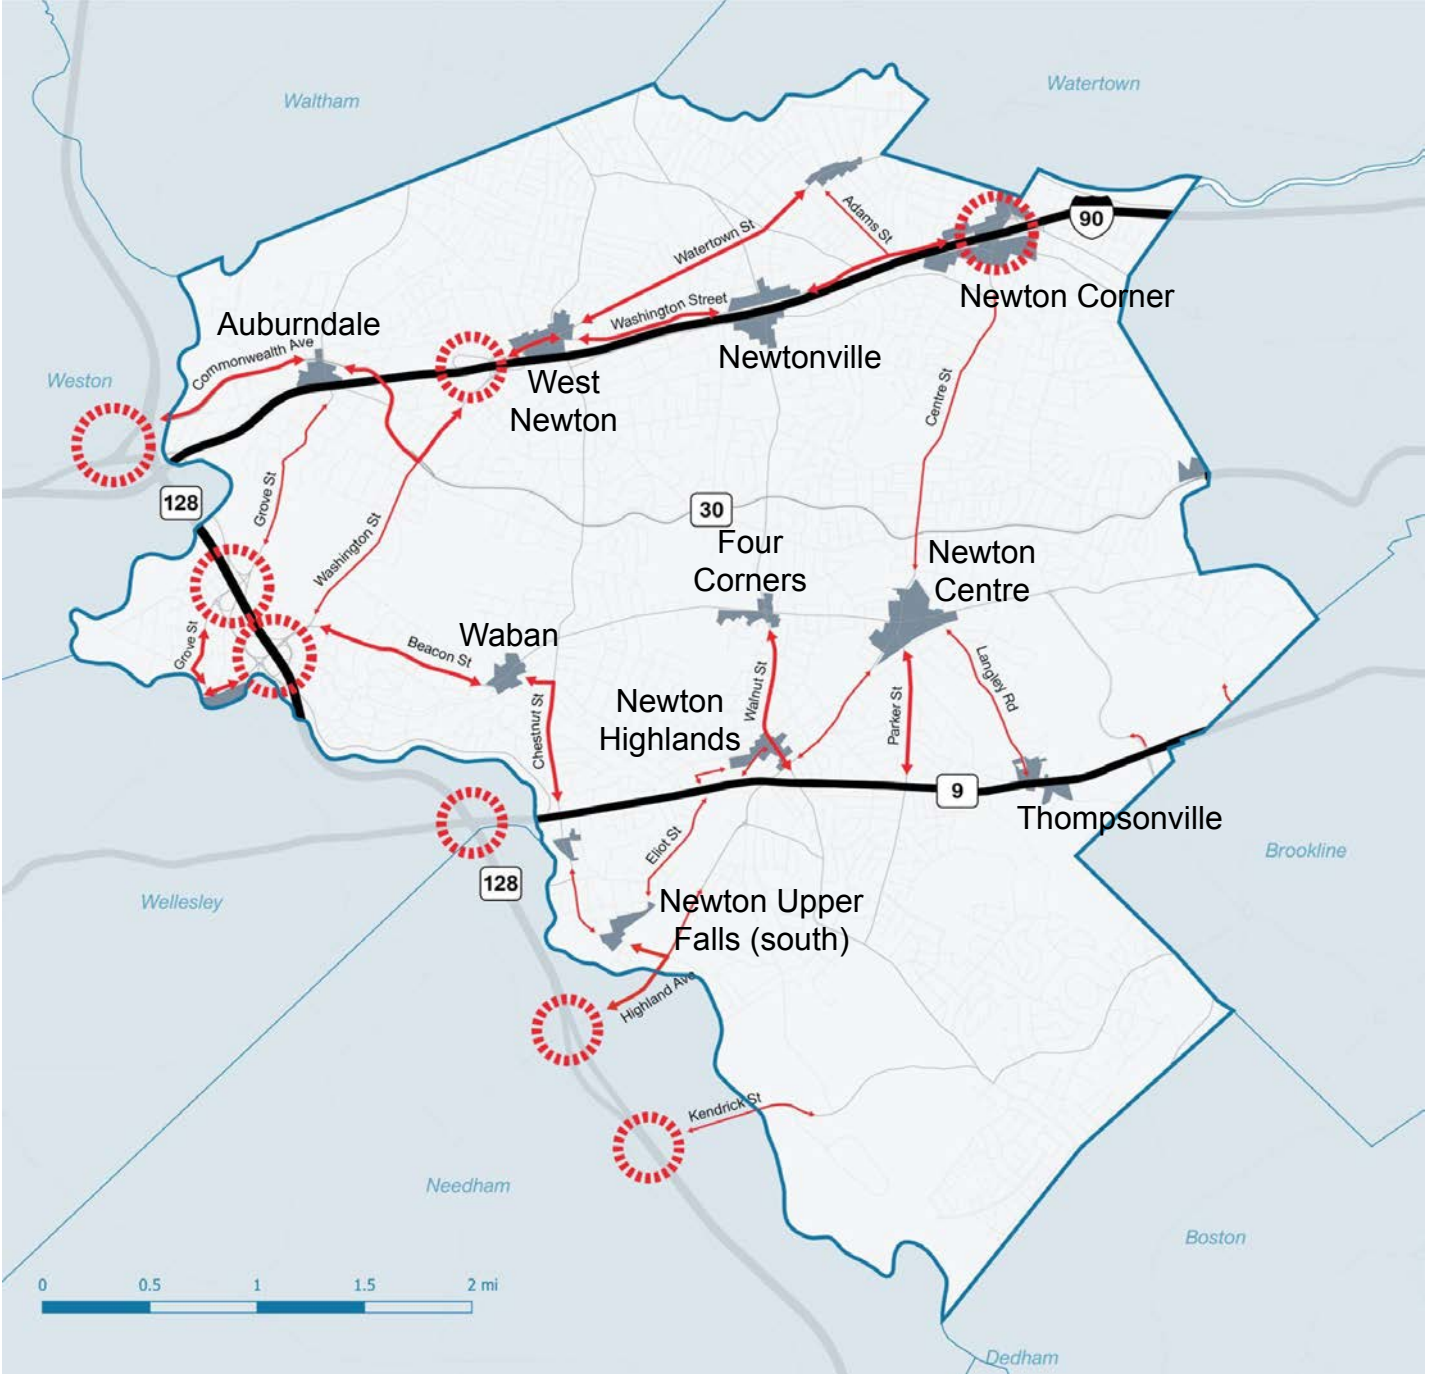 Waltham
Watertown
Adams St
90
Watertown St
Newton Corner
Washington Street
Auburndale
Commonwealth Ave
Newtonville
Weston
West
Newton
Centre St
128
Grove St
30
Washington St
Four
Corners
Newton
Centre
Grove St
Beacon St
Waban
Walnut St
Langley Rd
Newton
Highlands
Chestnut St
Parker St
9
Thompsonville
Eliot St
Brookline
128
Wellesley
Newton Upper
Falls (south)
Highland Ave
Kendrick St
Needham
Boston
0 0.5 1 1.5 2 mi
Dedham